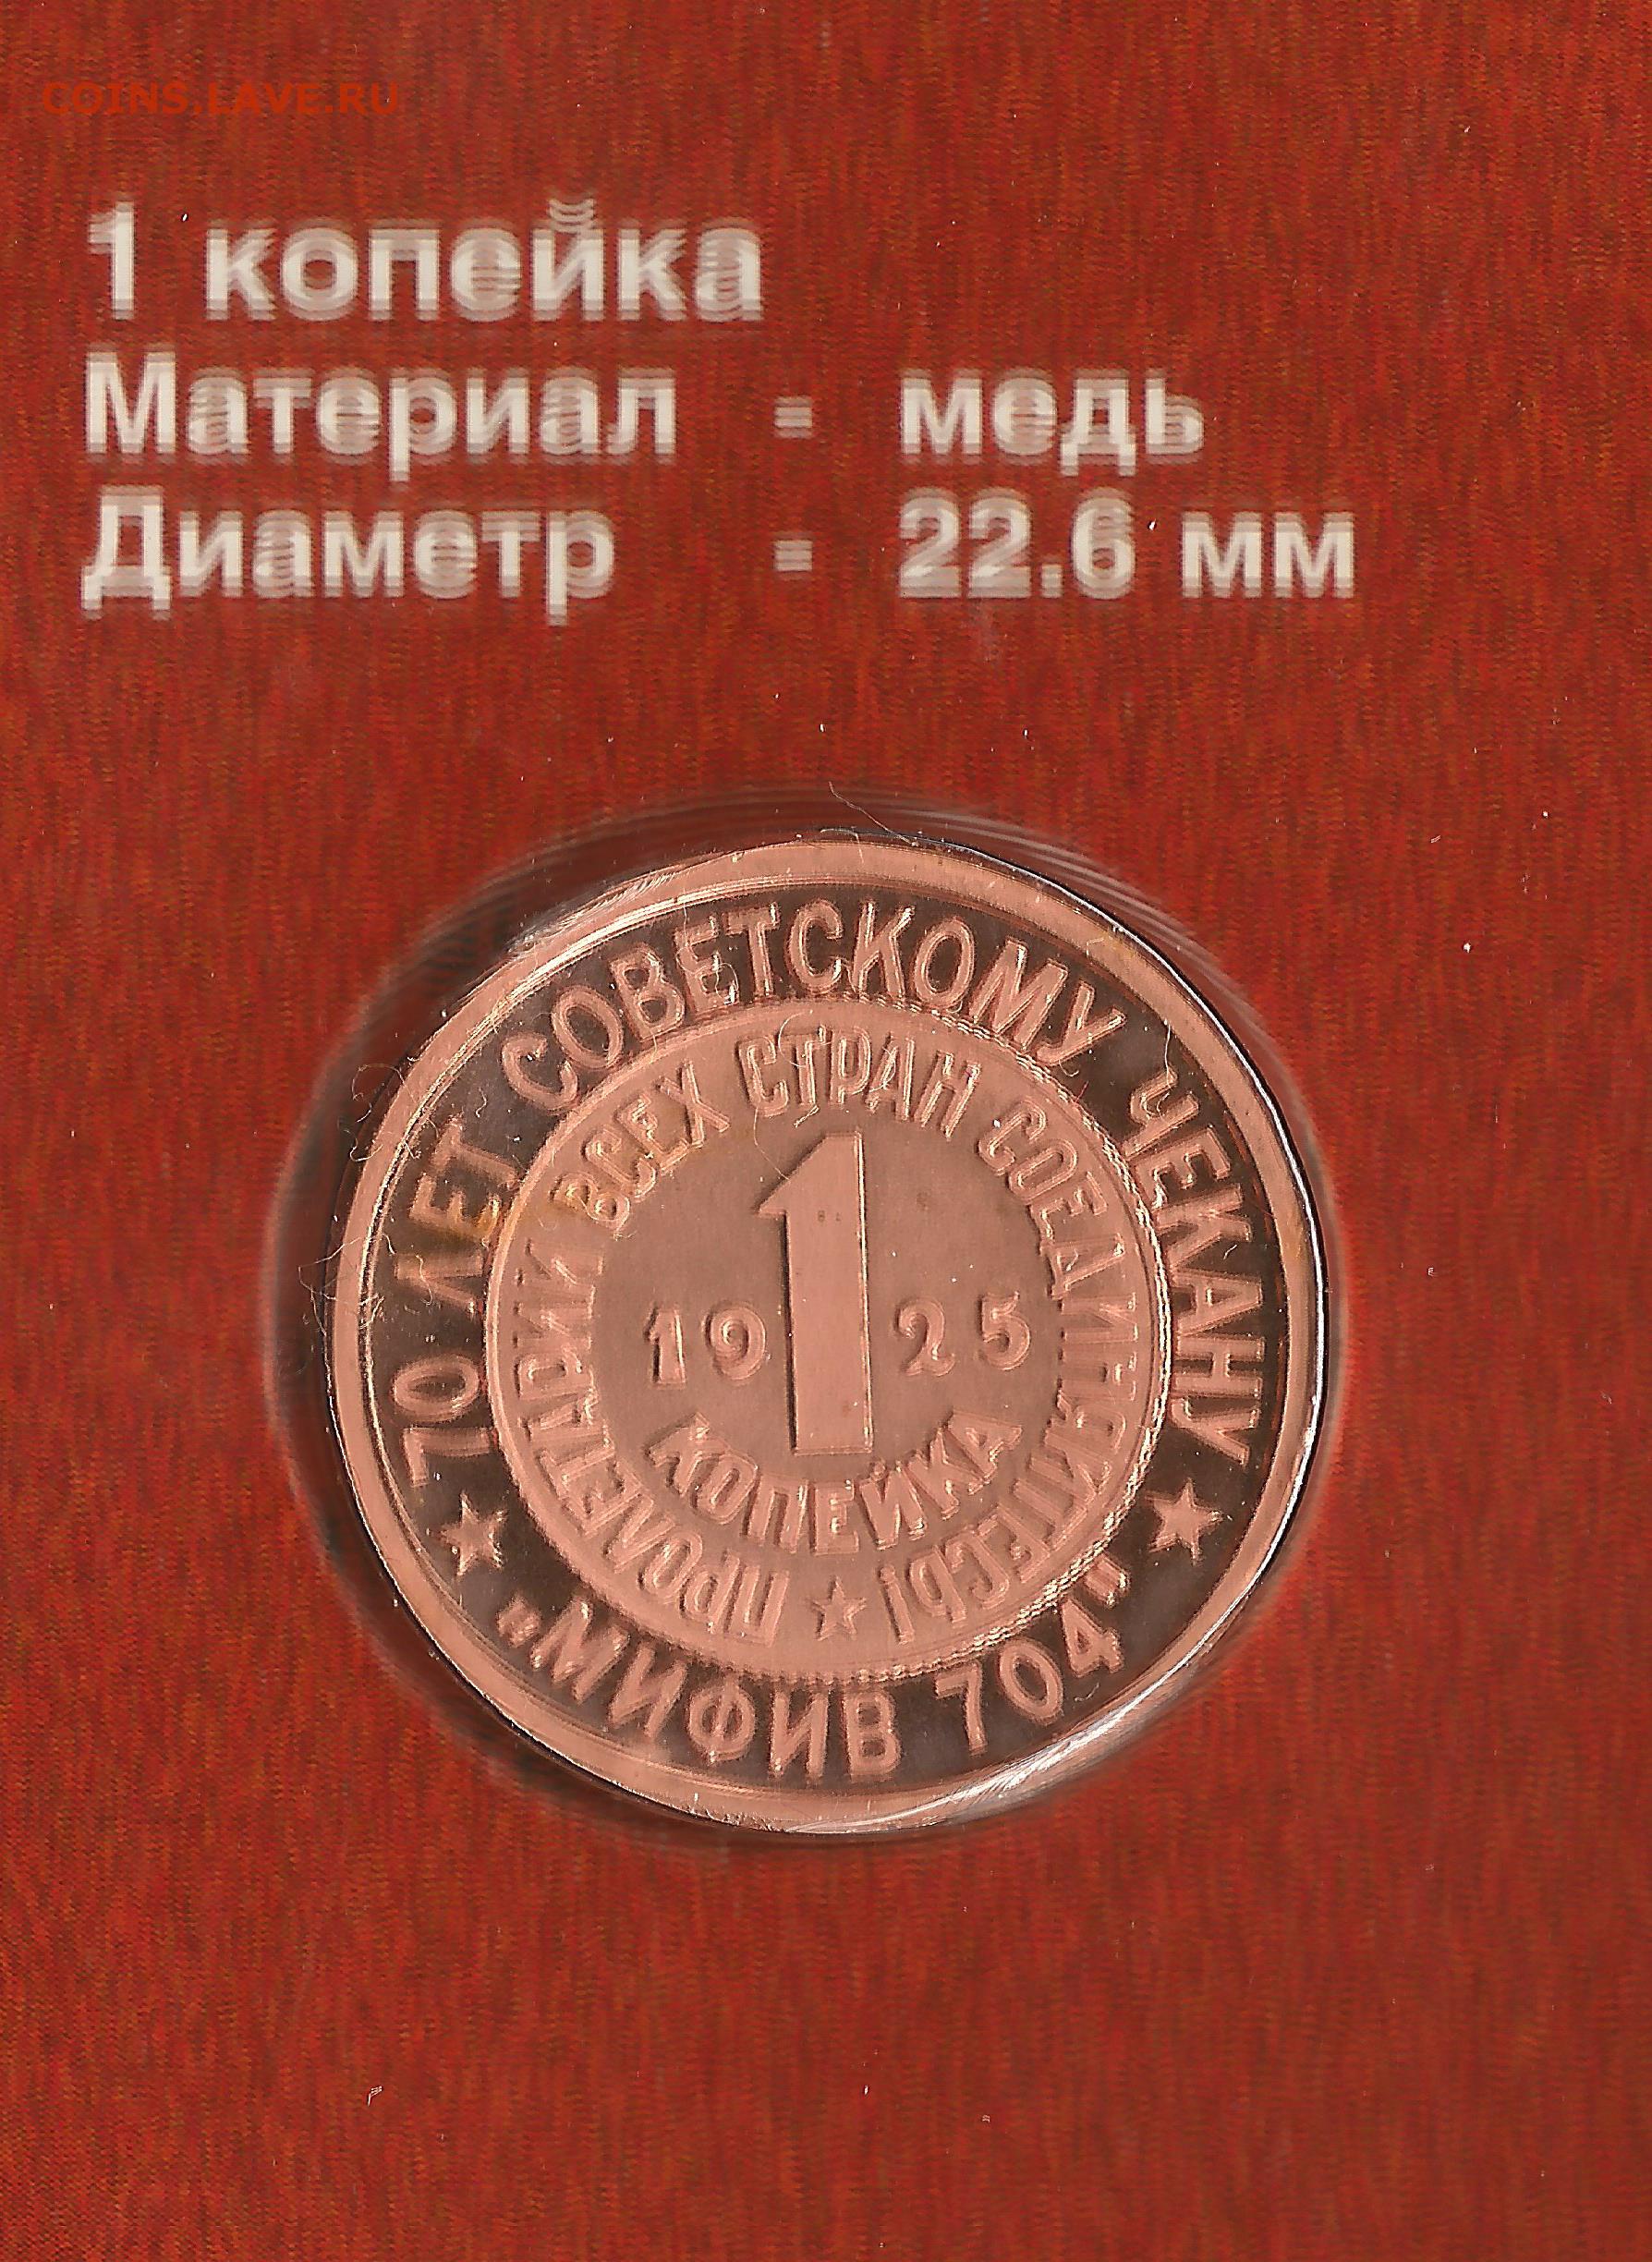 COINS.LAVE.RU
1 копейка
Материал - медь
Диаметр - 22.6 мм
70 ЛЕТ СОВЕТСКОМУ ЧЕКАНУ
★ „МИФИВ 704" ★
ПРОЛЕТАРИИ ВСЕХ СТРАН СОЕДИНЯЙТЕСЬ! ★
1
1925
КОПЕЙКА